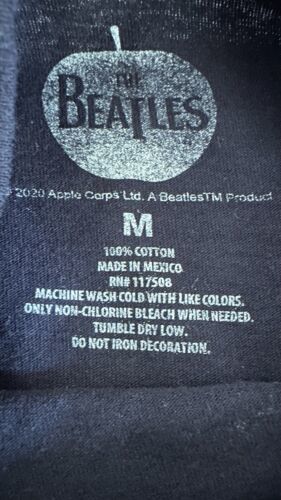 THE
BEATLES
© 2020 Apple Corps Ltd. A BeatlesTM Product
M
100% COTTON
MADE IN MEXICO
RN# 117508
MACHINE WASH COLD WITH LIKE COLORS.
ONLY NON-CHLORINE BLEACH WHEN NEEDED.
TUMBLE DRY LOW.
DO NOT IRON DECORATION.